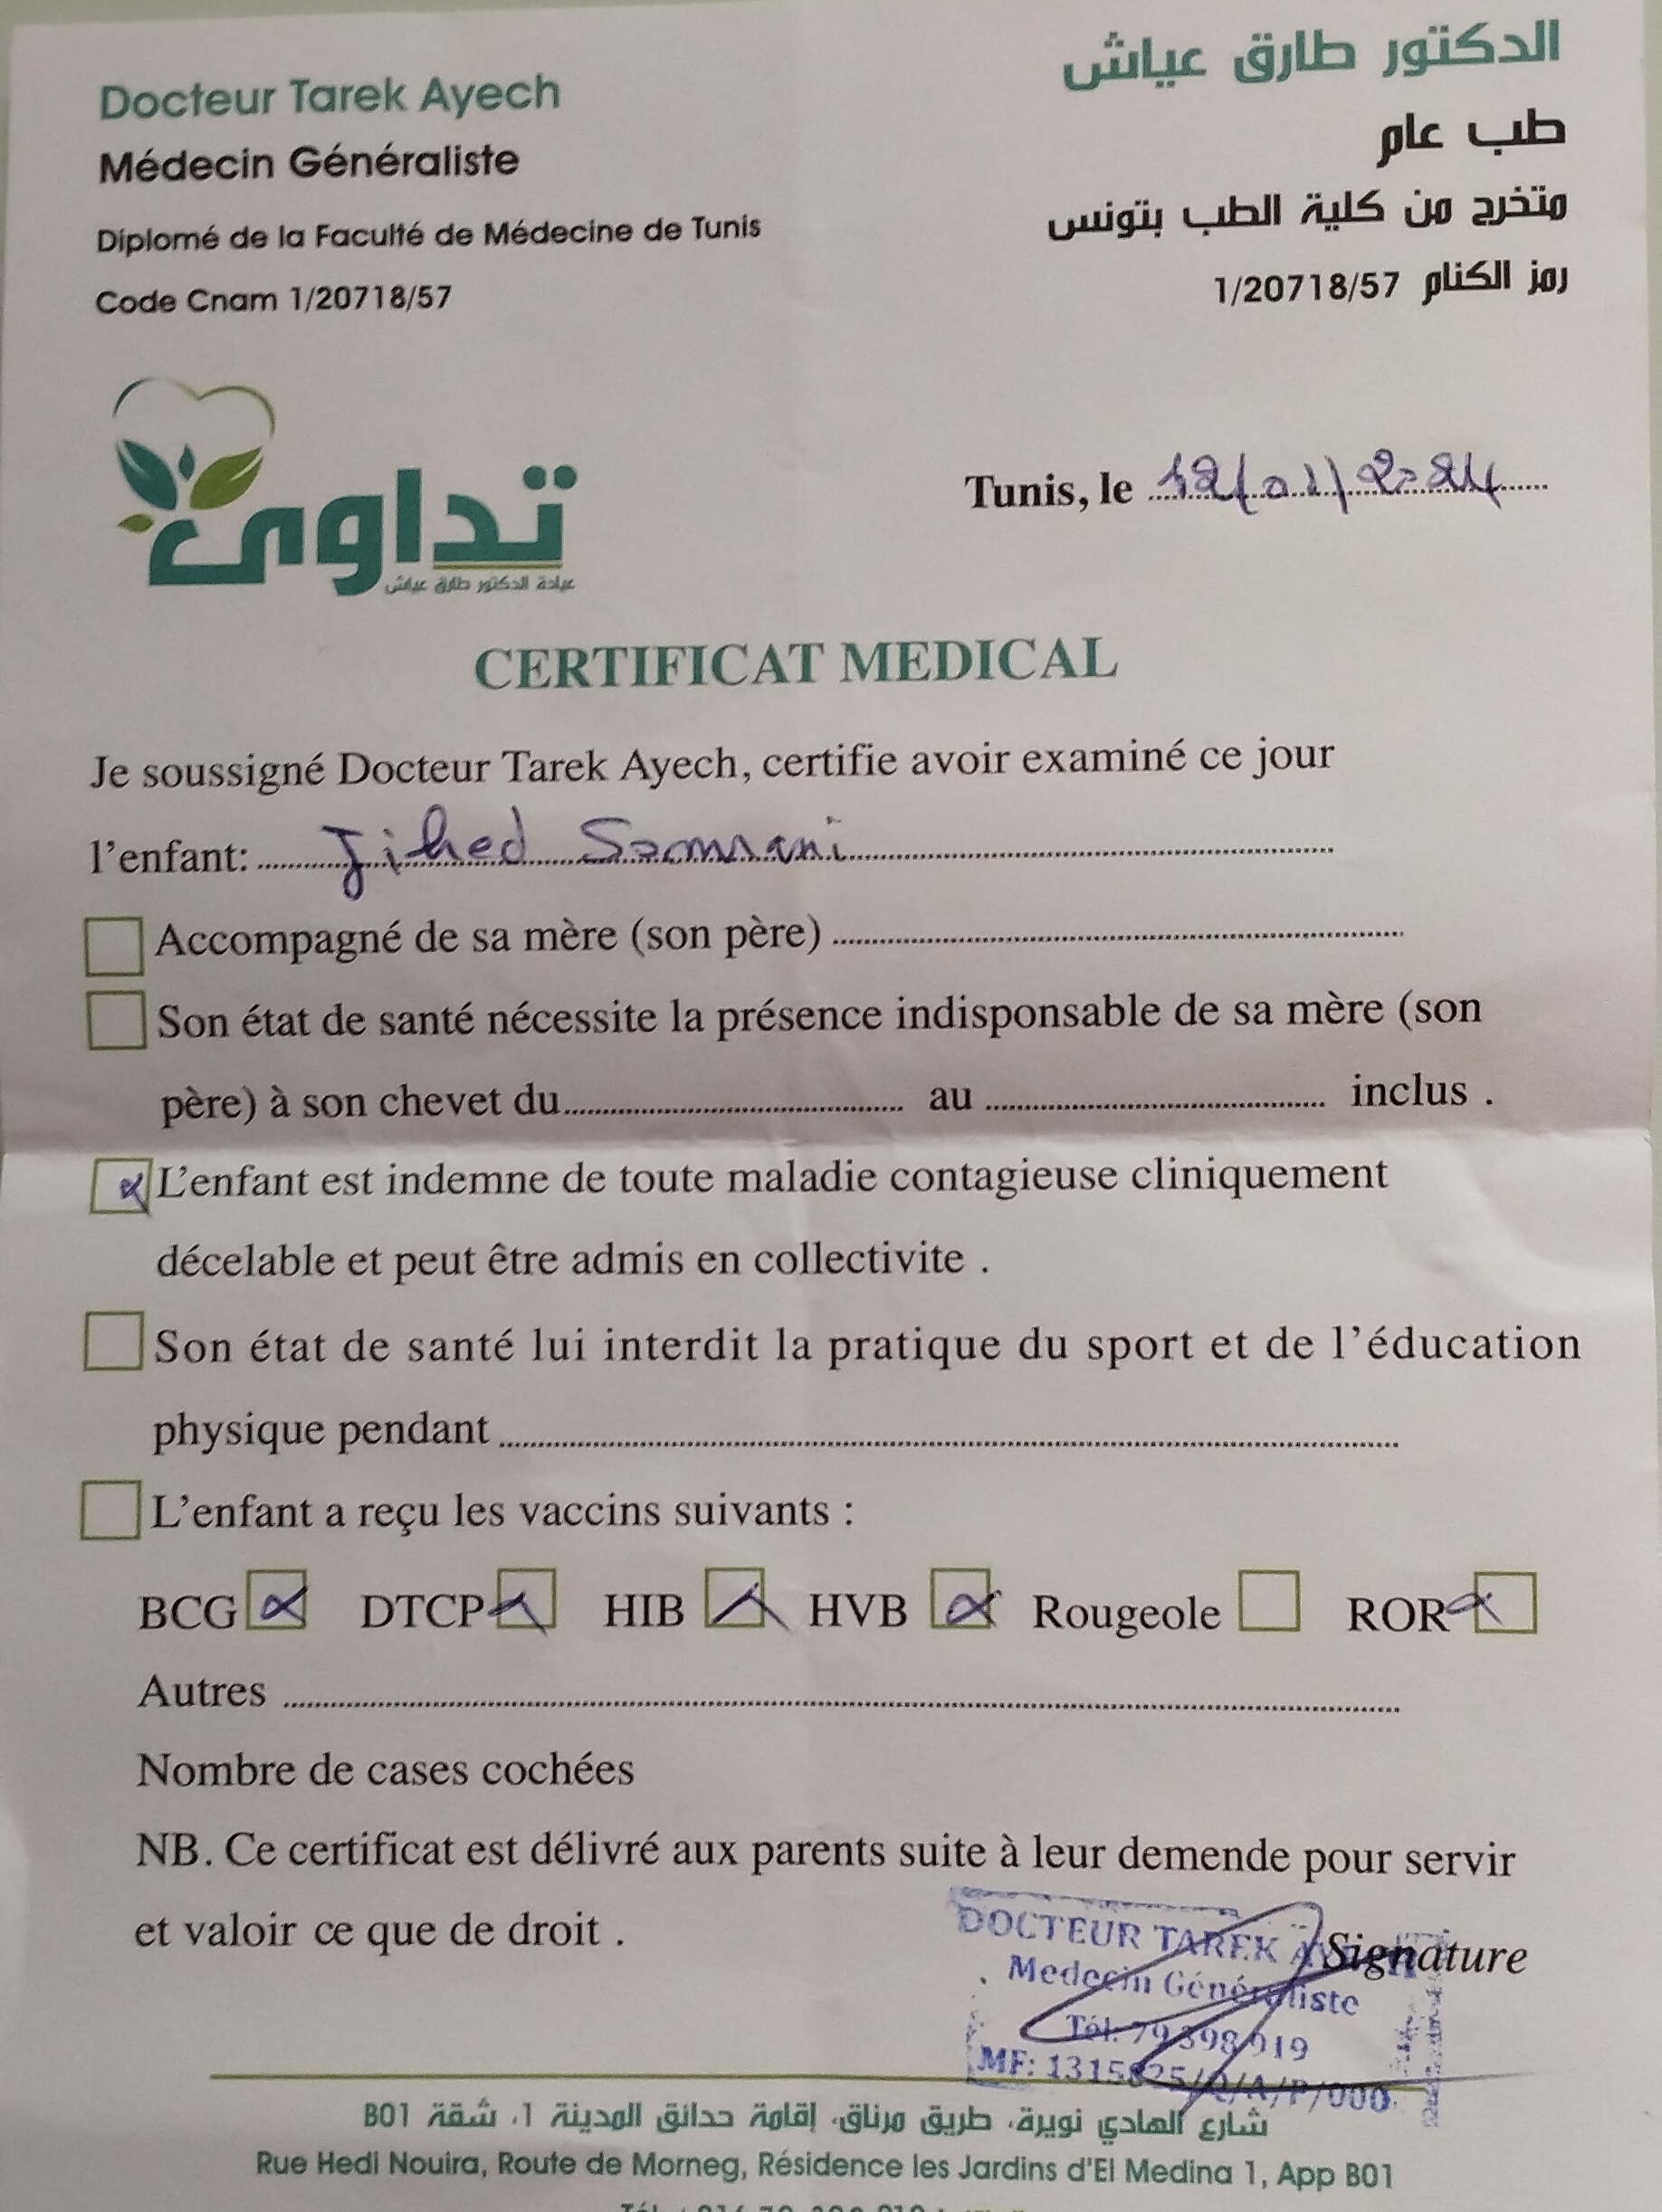 Docteur Tarek Ayech
Médecin Généraliste
Diplomé de la Faculté de Médecine de Tunis
Code Cnam 1/20718/57
الدكتور طارق عياش
طب عام
متخرج من كلية الطب بتونس
رمز الكنام 1/20718/57
تداوى
عيادة الدكتور طارق عياش
Tunis, le 12/01/2024
CERTIFICAT MEDICAL
Je soussigné Docteur Tarek Ayech, certifie avoir examiné ce jour
l'enfant: Jihed
Accompagné de sa mère (son père)
Son état de santé nécessite la présence indisponsable de sa mère (son
père) à son chevet du au inclus .
L'enfant est indemne de toute maladie contagieuse cliniquement
décelable et peut être admis en collectivite .
Son état de santé lui interdit la pratique du sport et de l'éducation
physique pendant
L'enfant a reçu les vaccins suivants :
BCG DTCP HIB HVB Rougeole ROR
Autres
Nombre de cases cochées
NB. Ce certificat est délivré aux parents suite à leur demende pour servir
et valoir ce que de droit .
Signature
DOCTEUR TAREK
Medecin Généraliste
Tél: 79 398 919
شارع الهادي نويرة، طريق مرناق، إقامة حدائق المدينة 1، شقة B01
Rue Hedi Nouira, Route de Morneg, Résidence les Jardins d'El Medina 1, App B01